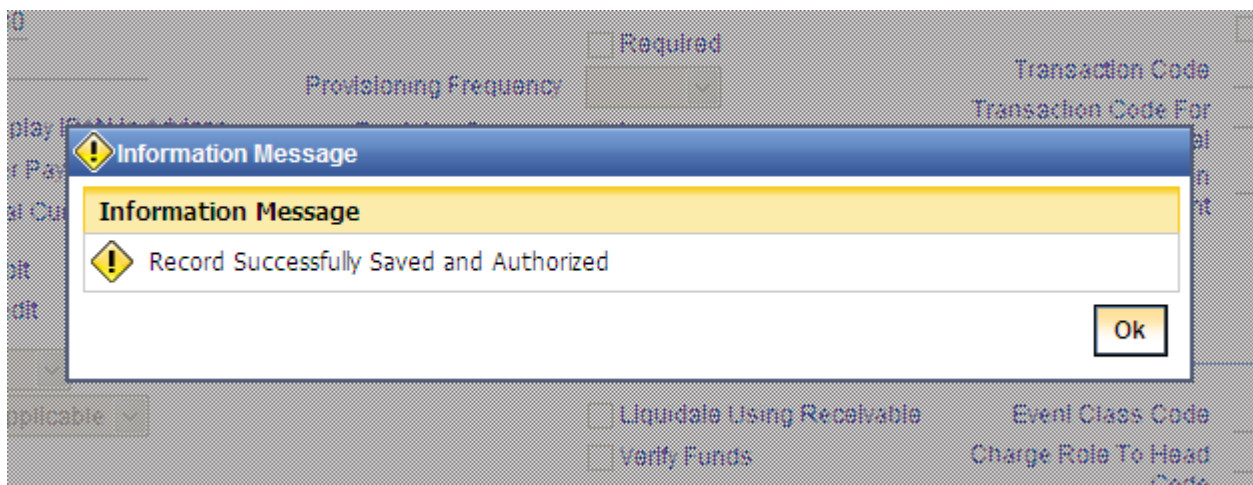 Required
Transaction Code
Provisioning Frequency
Transaction Code For
Information Message
Information Message
Record Successfully Saved and Authorized
Ok
Liquidate Using Receivable
Event Class Code
Verify Funds
Charge Role To Head
Code